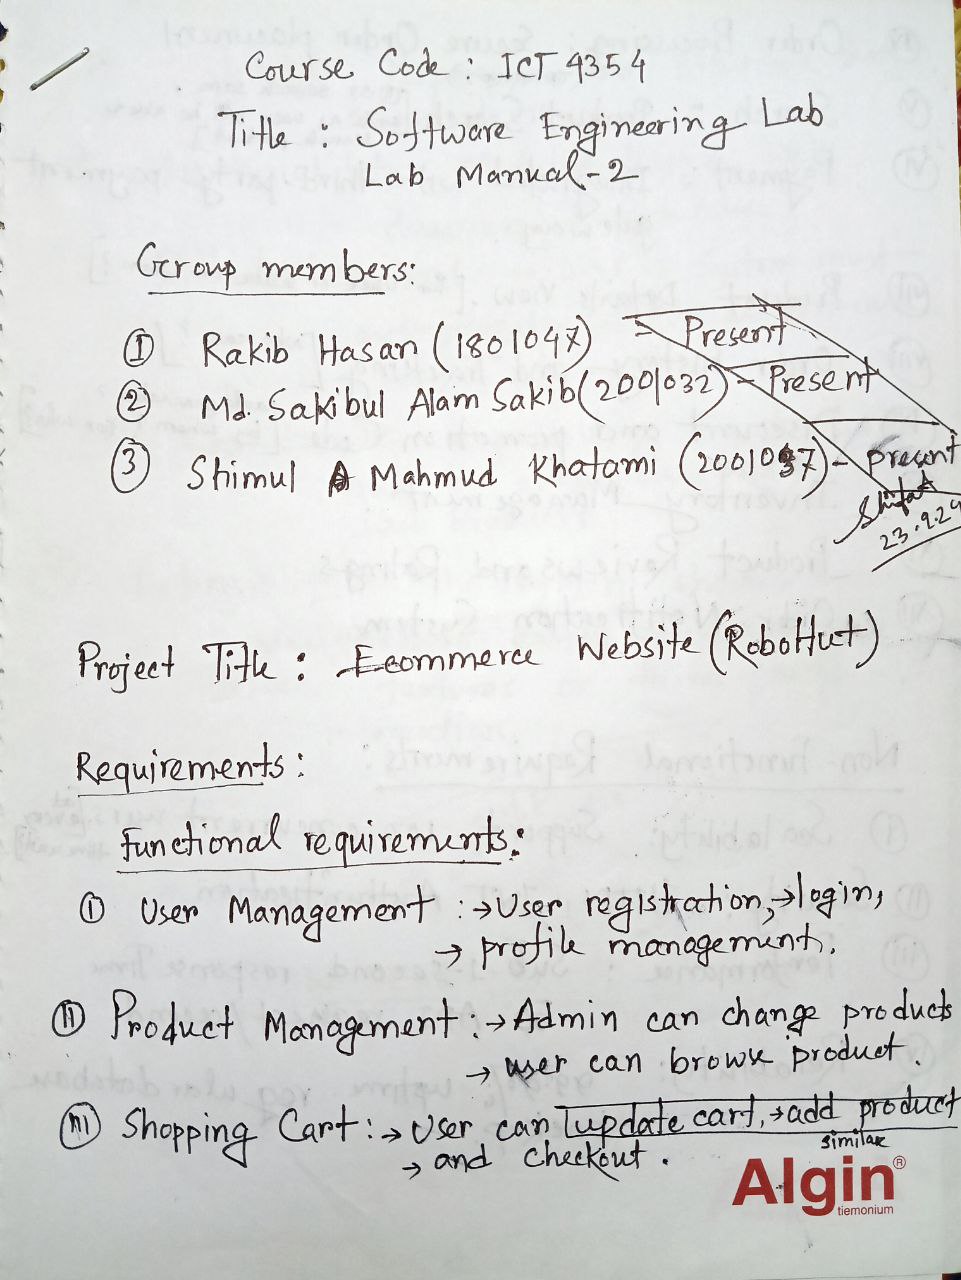 Course Code : ICT 4354
Title : Software Engineering Lab
Lab Manual-2
Group members:
① Rakib Hasan (1801047) - Present
② Md. Sakibul Alam Sakib (2001032) - Present
③ Shimul Mahmud Khatami (2001037) - present
23.9.24
Project Title : Ecommerce Website (RoboHut)
Requirements :
Functional requirements :
① User Management : → User registration, → login,
→ profile management.
ⓘⓘ Product Management : → Admin can change products
→ user can browse product.
ⓘⓘⓘ Shopping Cart : → User can update cart, → add product
similar
→ and checkout.
Algin®
tiemonium